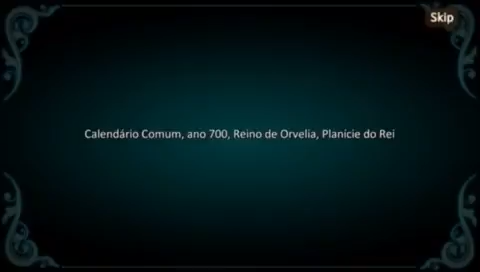 Skip
Calendário Comum, ano 700, Reino de Orvelia, Planície do Rei